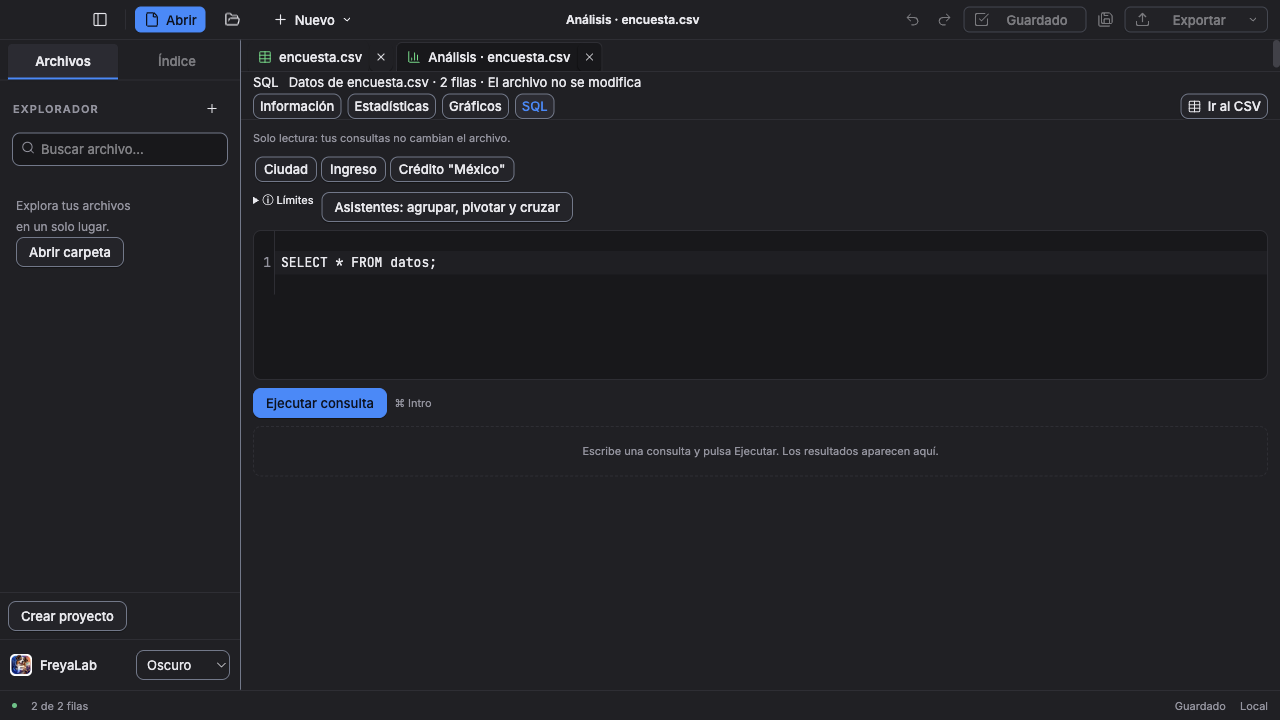 Abrir
Nuevo
Análisis · encuesta.csv
Guardado
Exportar
Archivos
Índice
encuesta.csv
Análisis · encuesta.csv
SQL Datos de encuesta.csv · 2 filas · El archivo no se modifica
Información
Estadísticas
Gráficos
SQL
Ir al CSV
EXPLORADOR
Buscar archivo...
Explora tus archivos
en un solo lugar.
Abrir carpeta
Solo lectura: tus consultas no cambian el archivo.
Ciudad
Ingreso
Crédito "México"
Límites
Asistentes: agrupar, pivotar y cruzar
1 SELECT * FROM datos;
Ejecutar consulta
⌘ Intro
Escribe una consulta y pulsa Ejecutar. Los resultados aparecen aquí.
Crear proyecto
FreyaLab
Oscuro
2 de 2 filas
Guardado
Local